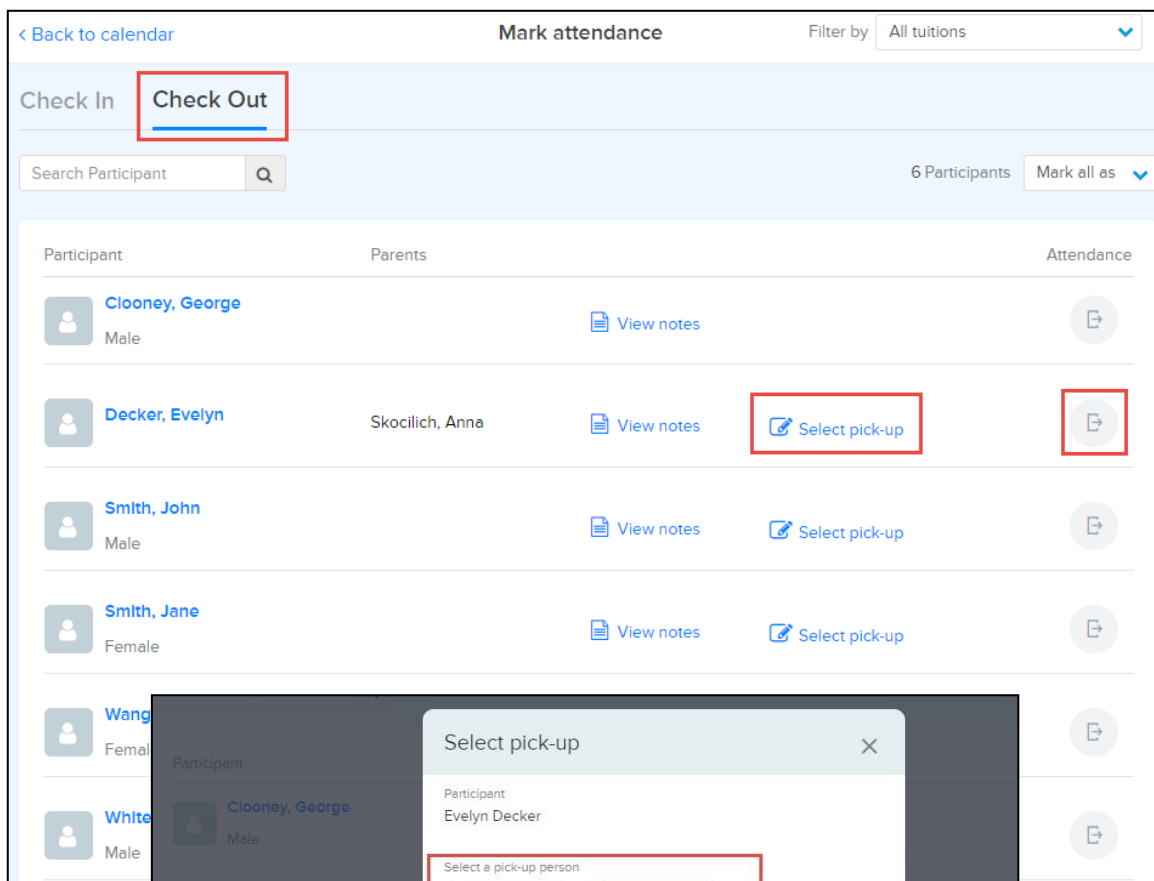 Back to calendar
Mark attendance
Filter by
All tuitions
Check In
Check Out
Search Participant
6 Participants
Mark all as
Participant
Parents
Attendance
Clooney, George
Male
View notes
Decker, Evelyn
Skocilich, Anna
View notes
Select pick-up
Smith, John
Male
View notes
Select pick-up
Smith, Jane
Female
View notes
Select pick-up
Wang
Femal
White
Male
Participant
Clooney, George
Male
Select pick-up
Participant
Evelyn Decker
Select a pick-up person